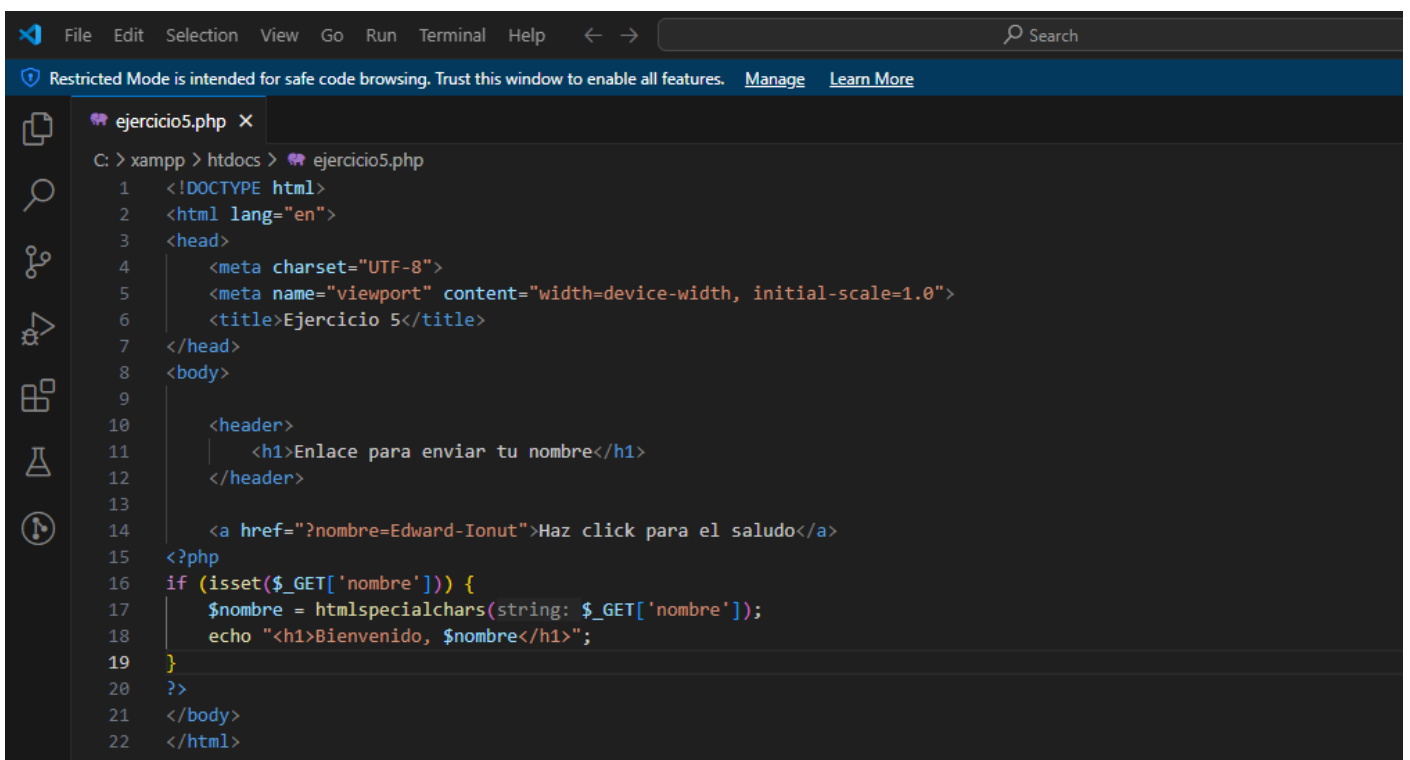 File Edit Selection View Go Run Terminal Help Search
Restricted Mode is intended for safe code browsing. Trust this window to enable all features. Manage Learn More
ejercicio5.php
C: > xampp > htdocs > ejercicio5.php
1 <!DOCTYPE html>
2 <html lang="en">
3 <head>
4 <meta charset="UTF-8">
5 <meta name="viewport" content="width=device-width, initial-scale=1.0">
6 <title>Ejercicio 5</title>
7 </head>
8 <body>
9
10 <header>
11 <h1>Enlace para enviar tu nombre</h1>
12 </header>
13
14 <a href="?nombre=Edward-Ionut">Haz click para el saludo</a>
15 <?php
16 if (isset($_GET['nombre'])) {
17 $nombre = htmlspecialchars(string: $_GET['nombre']);
18 echo "<h1>Bienvenido, $nombre</h1>";
19 }
20 ?>
21 </body>
22 </html>